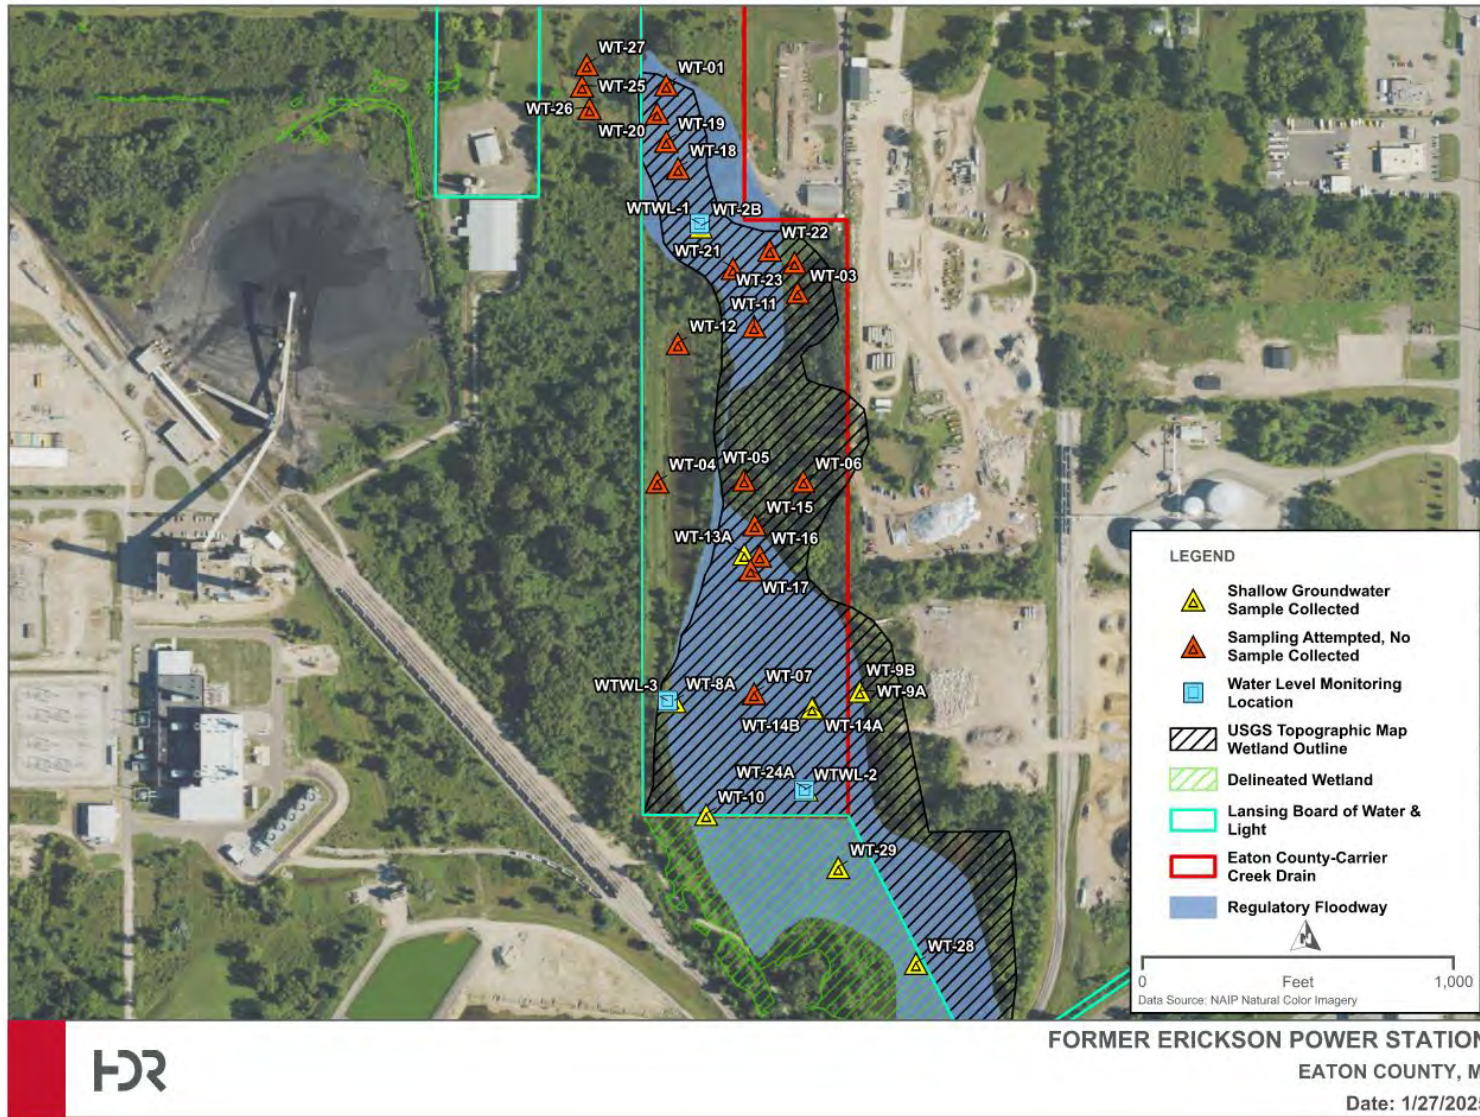 WT-27
WT-01
WT-25
WT-26
WT-20
WT-19
WT-18
WTWL-1
WT-2B
WT-21
WT-22
WT-23
WT-03
WT-11
WT-12
WT-04
WT-05
WT-06
WT-15
WT-13A
WT-16
WT-17
WTWL-3
WT-8A
WT-07
WT-9B
WT-9A
WT-14B
WT-14A
WT-24A
WTWL-2
WT-10
WT-29
WT-28
LEGEND
Shallow Groundwater
Sample Collected
Sampling Attempted, No
Sample Collected
Water Level Monitoring
Location
USGS Topographic Map
Wetland Outline
Delineated Wetland
Lansing Board of Water &
Light
Eaton County-Carrier
Creek Drain
Regulatory Floodway
N
0 Feet 1,000
Data Source: NAIP Natural Color Imagery
HDR
FORMER ERICKSON POWER STATION
EATON COUNTY, M
Date: 1/27/202